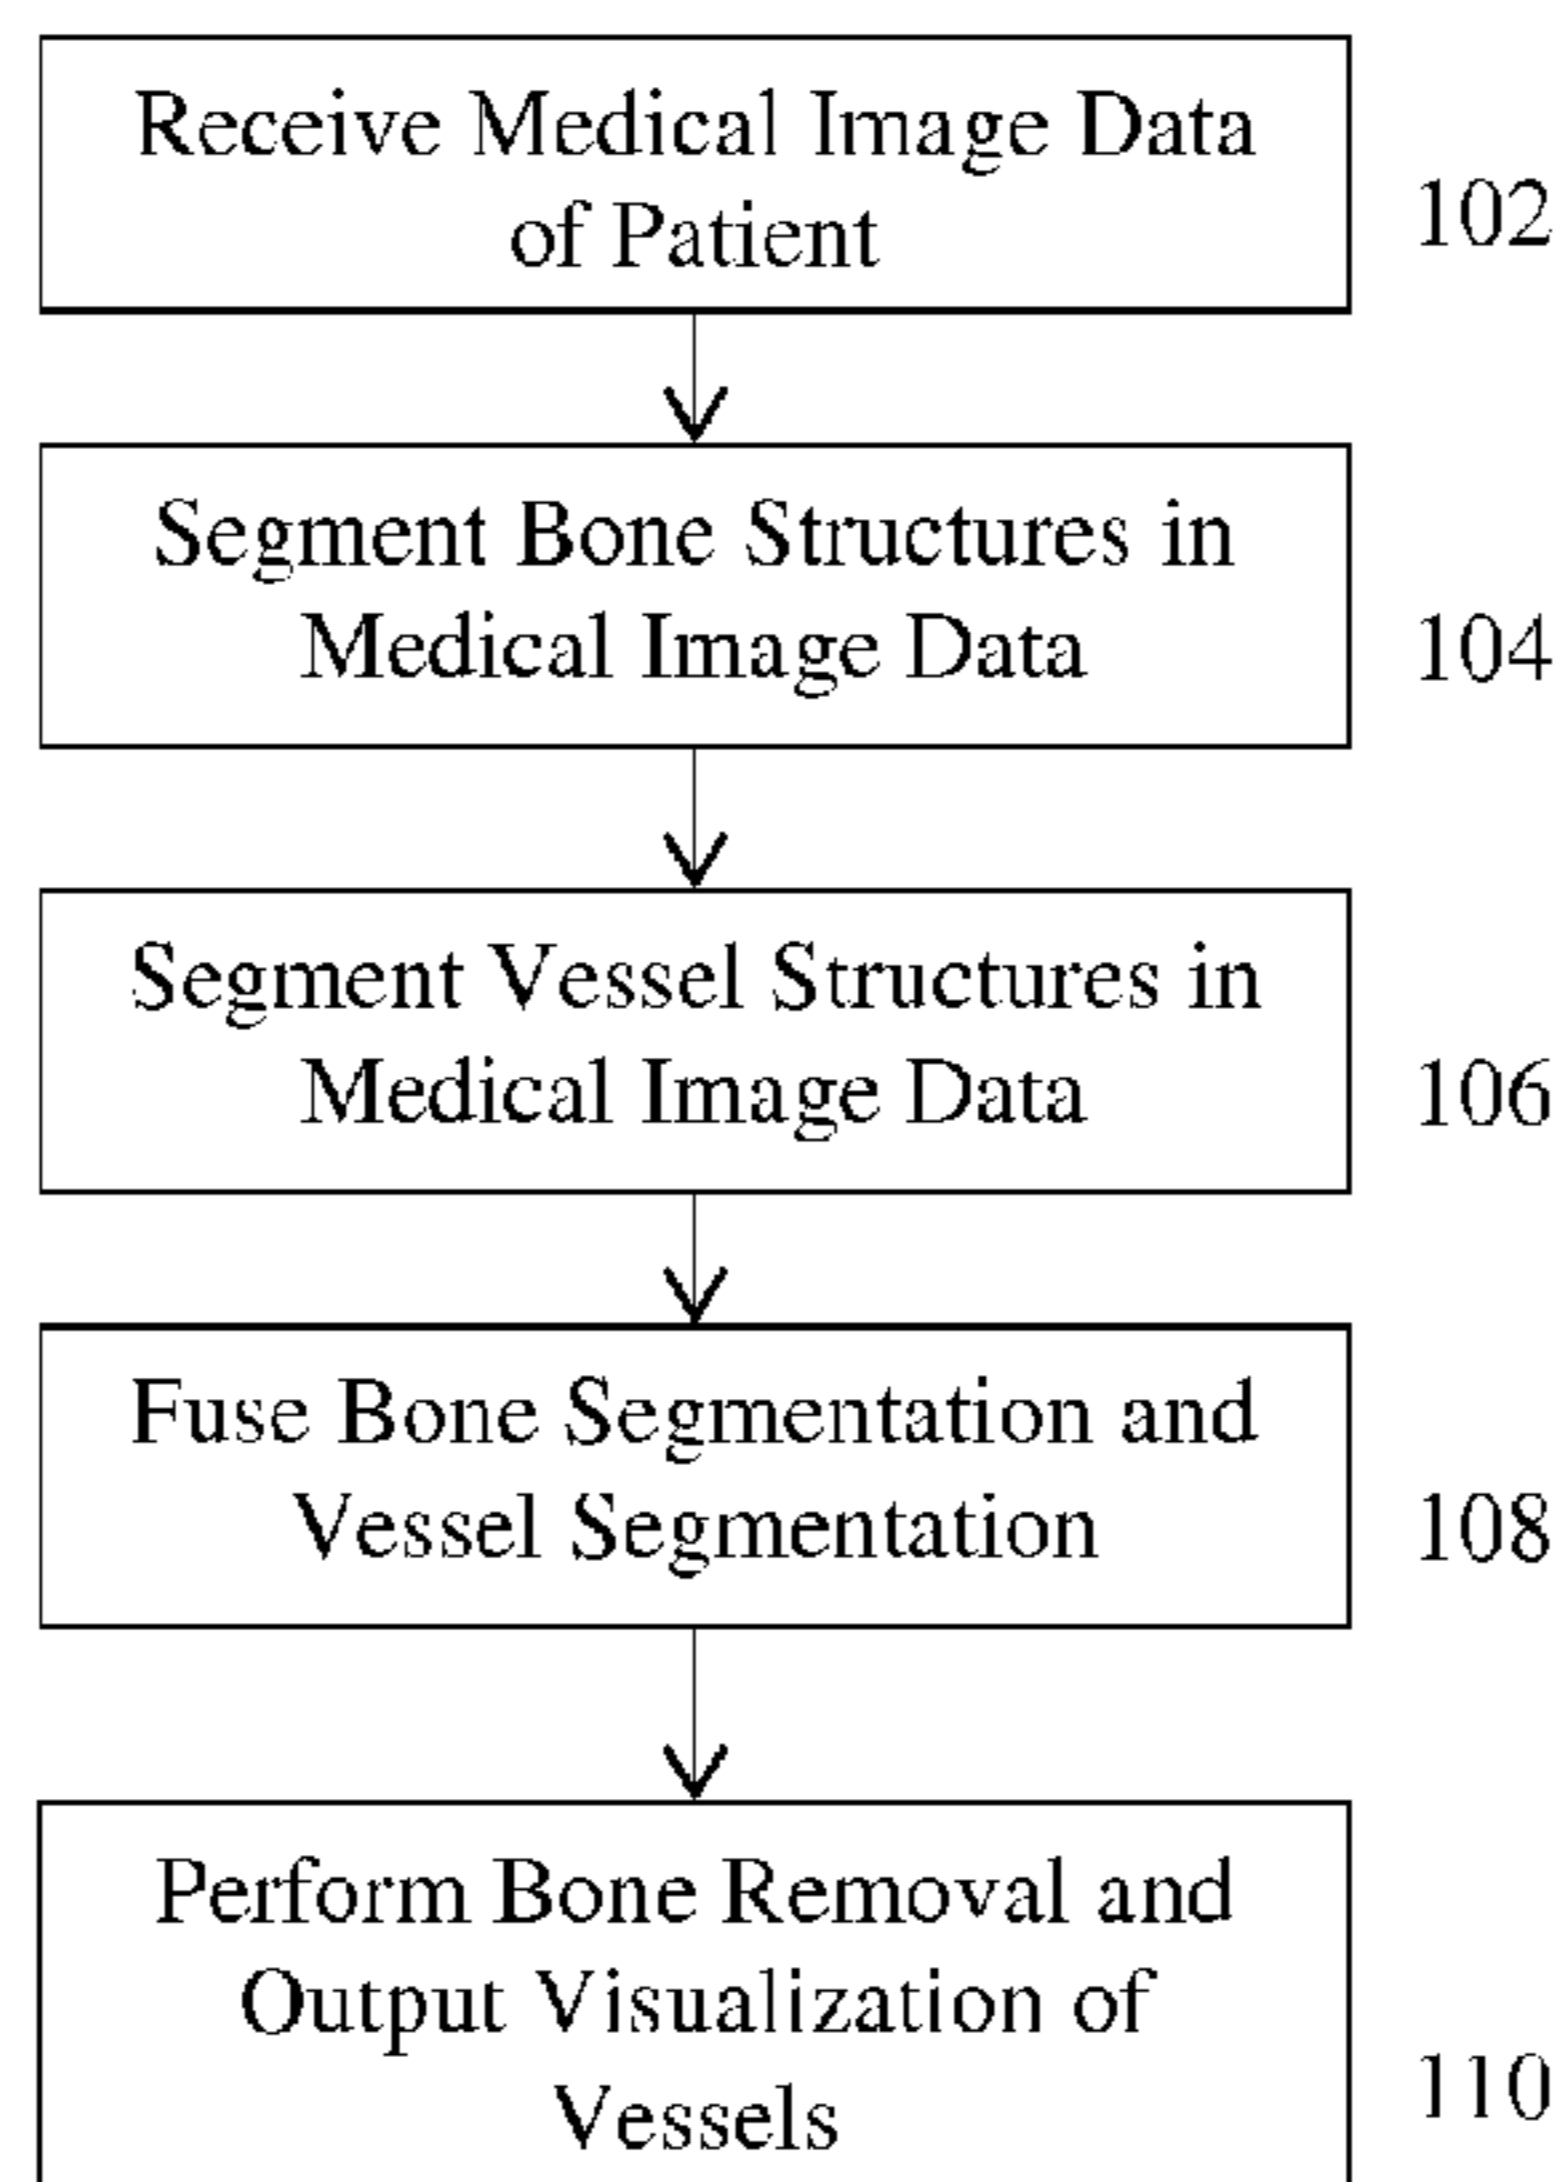 Receive Medical Image Data
of Patient
102
Segment Bone Structures in
Medical Image Data
104
Segment Vessel Structures in
Medical Image Data
106
Fuse Bone Segmentation and
Vessel Segmentation
108
Perform Bone Removal and
Output Visualization of
Vessels
110